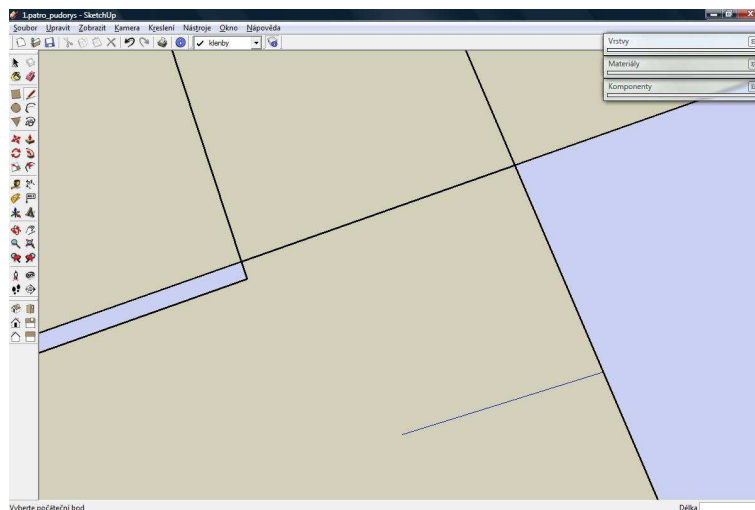 1.patro_pudorys - SketchUp
Soubor Upravit Zobrazit Kamera Kreslení Nástroje Okno Nápověda
klenby
Vrstvy
Materiály
Komponenty
Vyberte počáteční bod
Délka